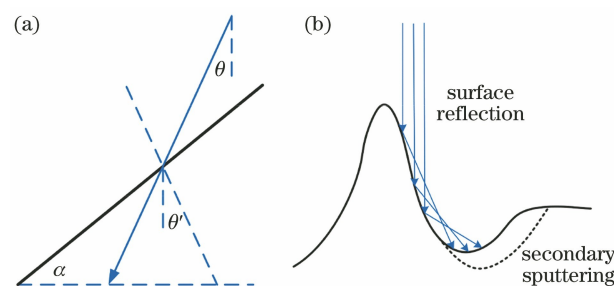 (a)
θ
θ′
α
(b)
surface
reflection
secondary
sputtering